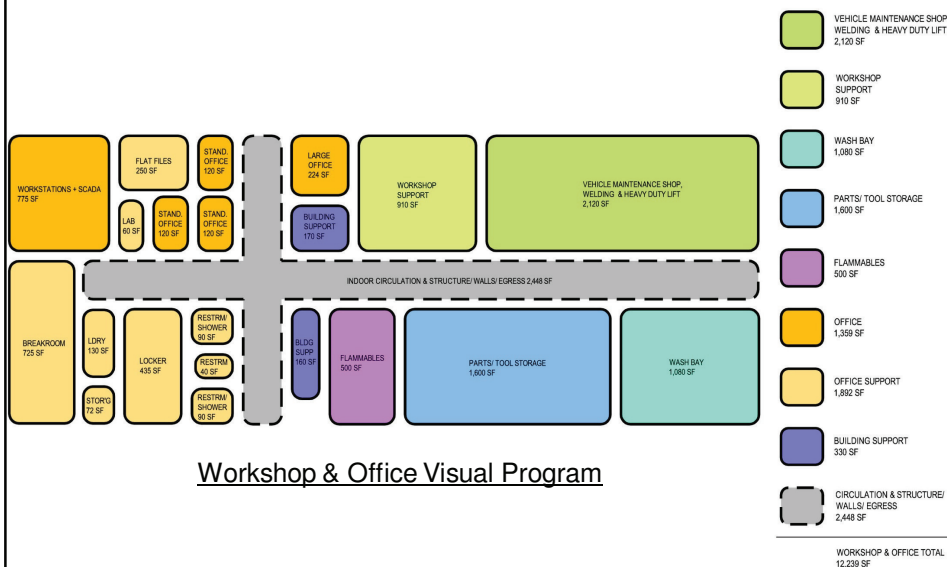 WORKSTATIONS + SCADA
775 SF
FLAT FILES
250 SF
STAND.
OFFICE
120 SF
LAB
60 SF
STAND.
OFFICE
120 SF
STAND.
OFFICE
120 SF
LARGE
OFFICE
224 SF
BUILDING
SUPPORT
170 SF
WORKSHOP
SUPPORT
910 SF
VEHICLE MAINTENANCE SHOP,
WELDING & HEAVY DUTY LIFT
2,120 SF
INDOOR CIRCULATION & STRUCTURE/ WALLS/ EGRESS 2,448 SF
BREAKROOM
725 SF
LDRY
130 SF
STOR'G
72 SF
LOCKER
435 SF
RESTRM/
SHOWER
90 SF
RESTRM
40 SF
RESTRM/
SHOWER
90 SF
BLDG
SUPP
160 SF
FLAMMABLES
500 SF
PARTS/ TOOL STORAGE
1,600 SF
WASH BAY
1,080 SF
Workshop & Office Visual Program
VEHICLE MAINTENANCE SHOP
WELDING & HEAVY DUTY LIFT
2,120 SF
WORKSHOP
SUPPORT
910 SF
WASH BAY
1,080 SF
PARTS/ TOOL STORAGE
1,600 SF
FLAMMABLES
500 SF
OFFICE
1,359 SF
OFFICE SUPPORT
1,892 SF
BUILDING SUPPORT
330 SF
CIRCULATION & STRUCTURE/
WALLS/ EGRESS
2,448 SF
WORKSHOP & OFFICE TOTAL
12,239 SF